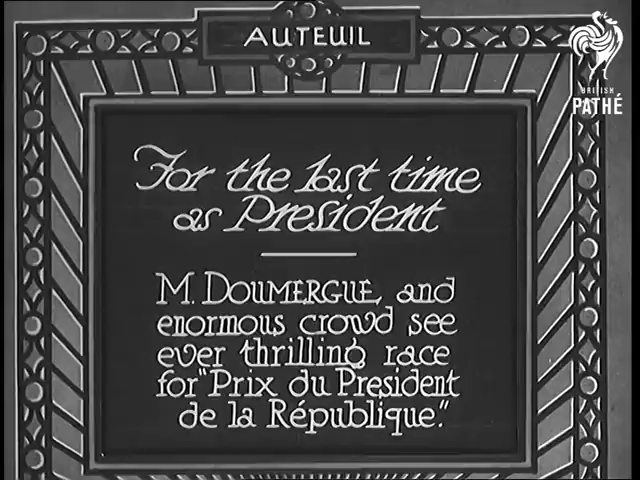 AUTEUIL
BRITISH
PATHÉ
For the last time
as President
M. DOUMERGUE, and
enormous crowd see
ever thrilling race
for "Prix du President
de la République."